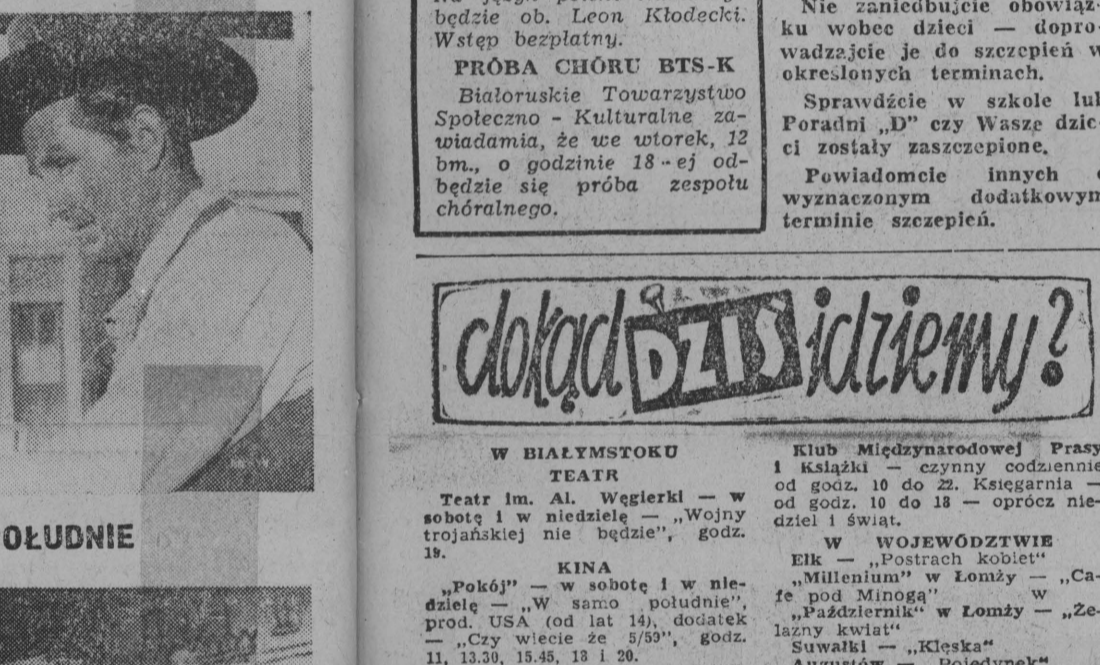 OŁUDNIE
będzie ob. Leon Kłodecki.
Wstęp bezpłatny.
PRÓBA CHÓRU BTS-K
Białoruskie Towarzystwo
Społeczno - Kulturalne za-
wiadamia, że we wtorek, 12
bm., o godzinie 18-ej od-
będzie się próba zespołu
chóralnego.
Nie zaniedbujcie obowiąz-
ku wobec dzieci — dopro-
wadzajcie je do szczepień w
określonych terminach.
Sprawdźcie w szkole lub
Poradni „D” czy Wasze dzie-
ci zostały zaszczepione.
Powiadomcie innych o
wyznaczonym dodatkowym
terminie szczepień.
dokąd DZIŚ idziemy?
W BIAŁYMSTOKU
TEATR
Teatr im. Al. Węgierki — w
sobotę i w niedzielę — „Wojny
trojańskiej nie będzie”, godz.
19.
KINA
„Pokój” — w sobotę i w nie-
dzielę — „W samo południe”,
prod. USA (od lat 14), dodatek
— „Czy wiecie że 5/59”, godz.
11, 13.30, 15.45, 18 i 20.
Klub Międzynarodowej Prasy
i Książki — czynny codziennie
od godz. 10 do 22. Księgarnia —
od godz. 10 do 18 — oprócz nie-
dziel i świąt.
W WOJEWÓDZTWIE
Ełk — „Postrach kobiet”
„Millenium” w Łomży — „Ca-
fe pod Minogą” w
„Październik” w Łomży — „Że-
lazny kwiat”
Suwałki — „Klęska”
Augustów — „Pojedynek”